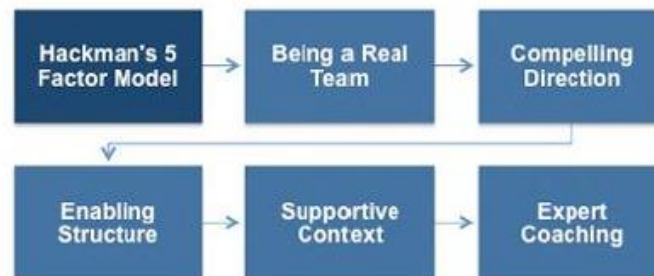 Hackman's 5
Factor Model
Being a Real
Team
Compelling
Direction
Enabling
Structure
Supportive
Context
Expert
Coaching